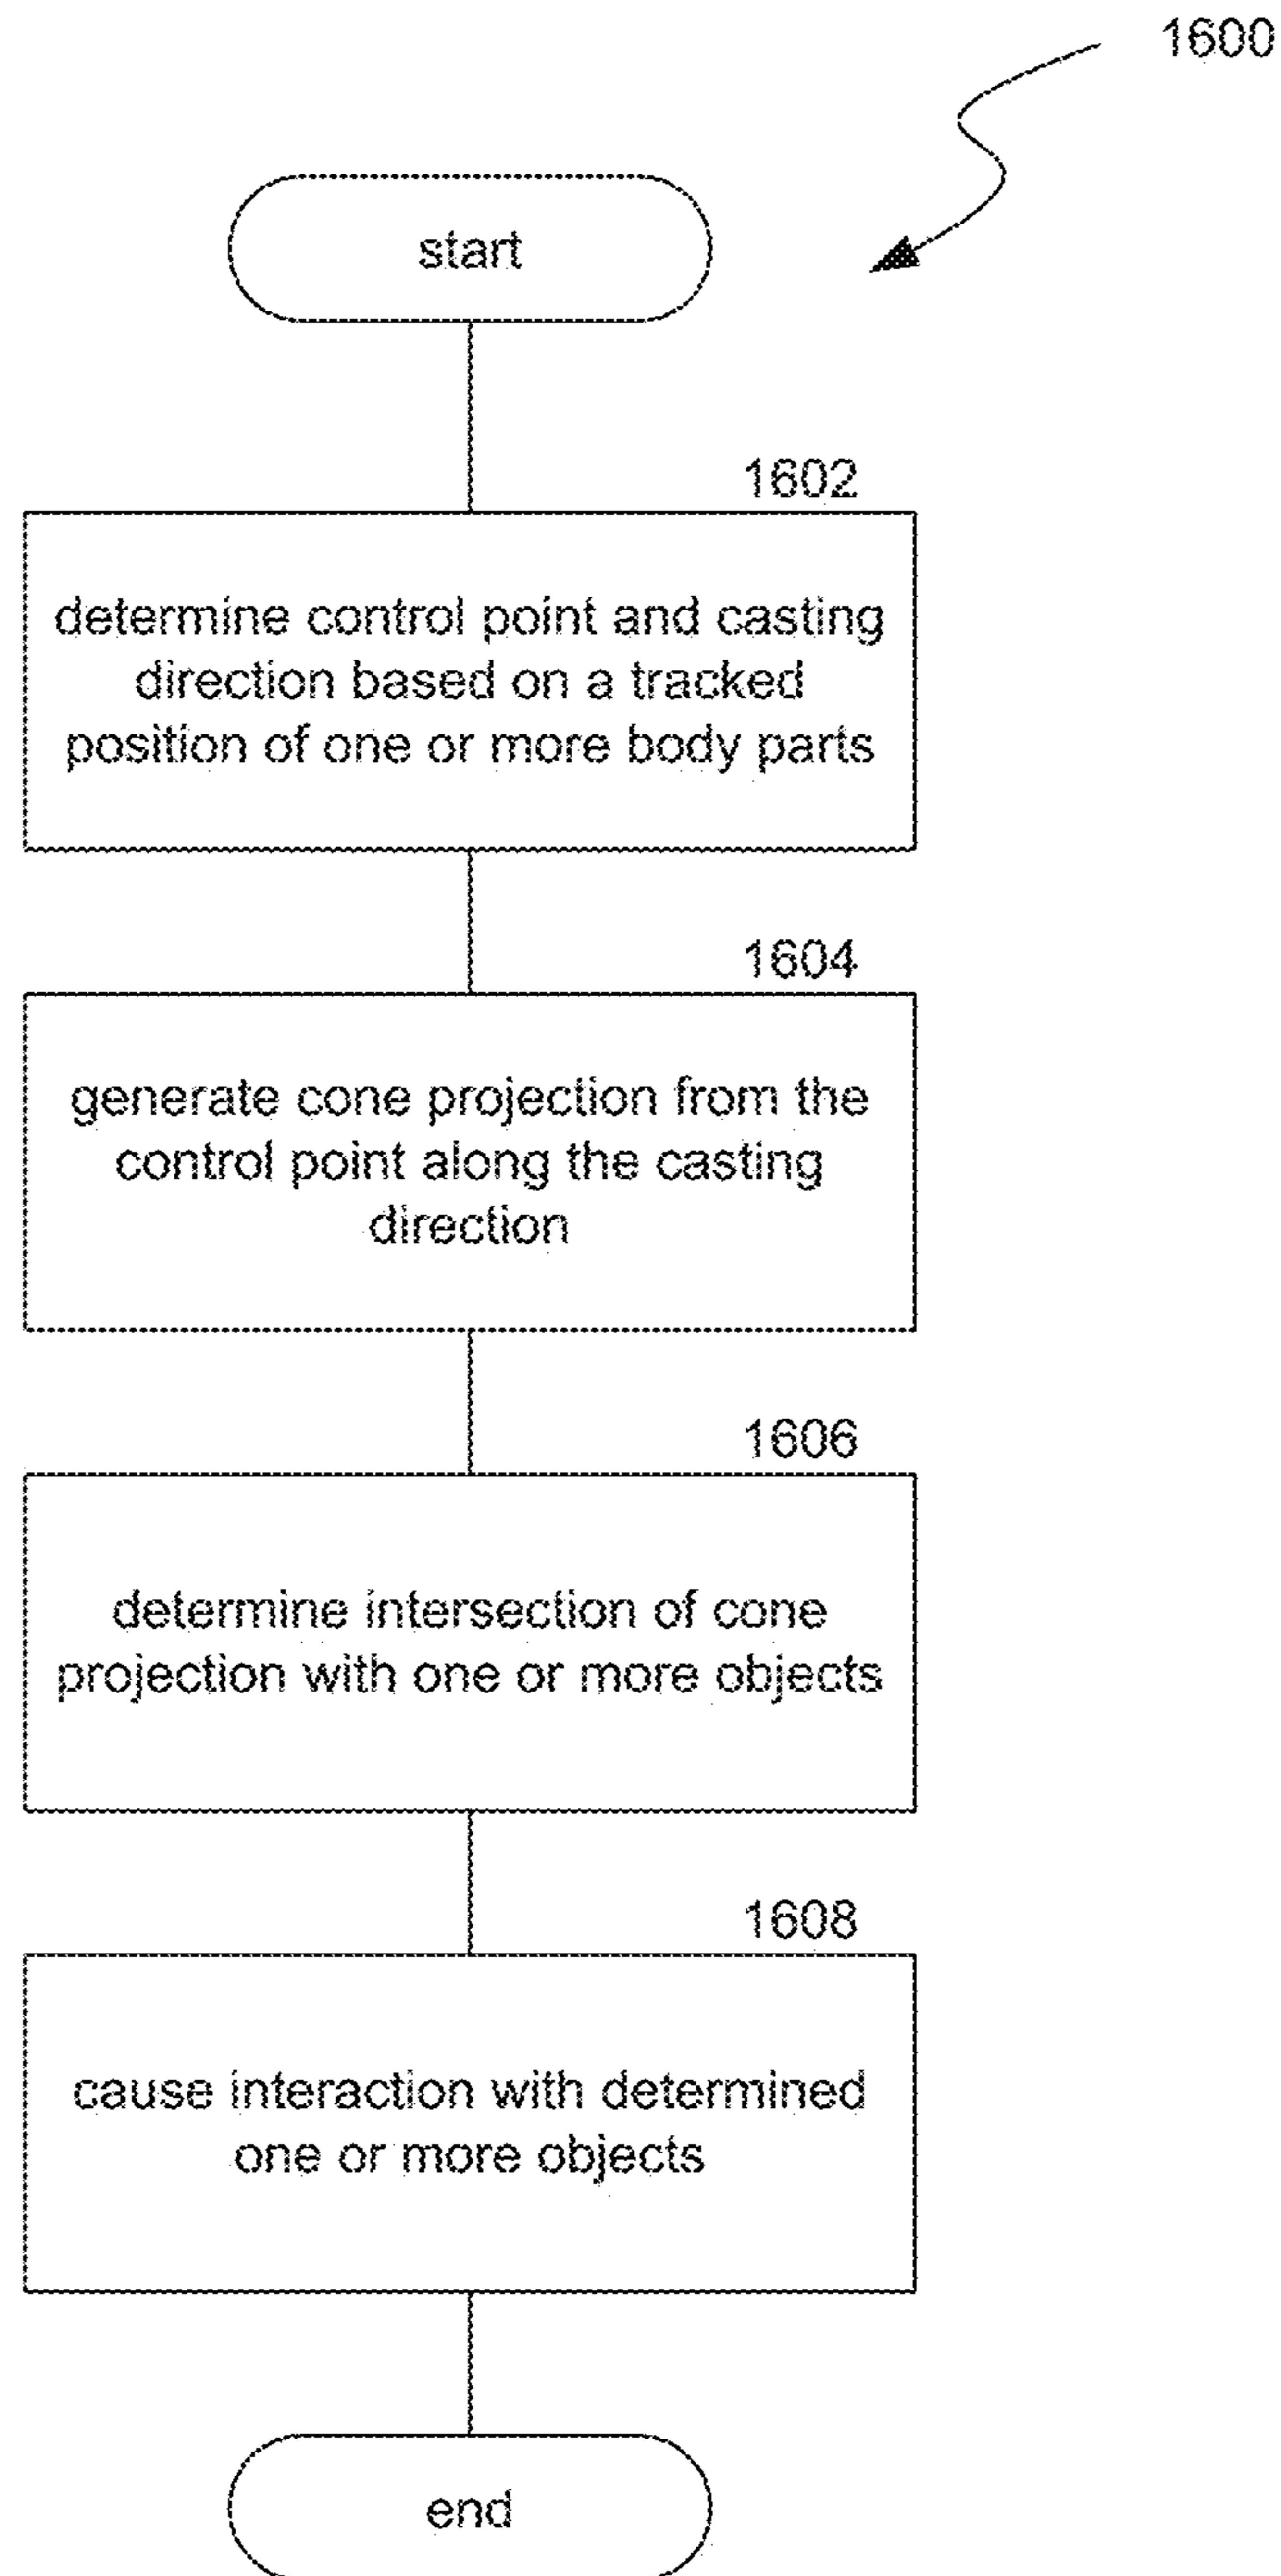 1600
start
1602
determine control point and casting
direction based on a tracked
position of one or more body parts
1604
generate cone projection from the
control point along the casting
direction
1606
determine intersection of cone
projection with one or more objects
1608
cause interaction with determined
one or more objects
end